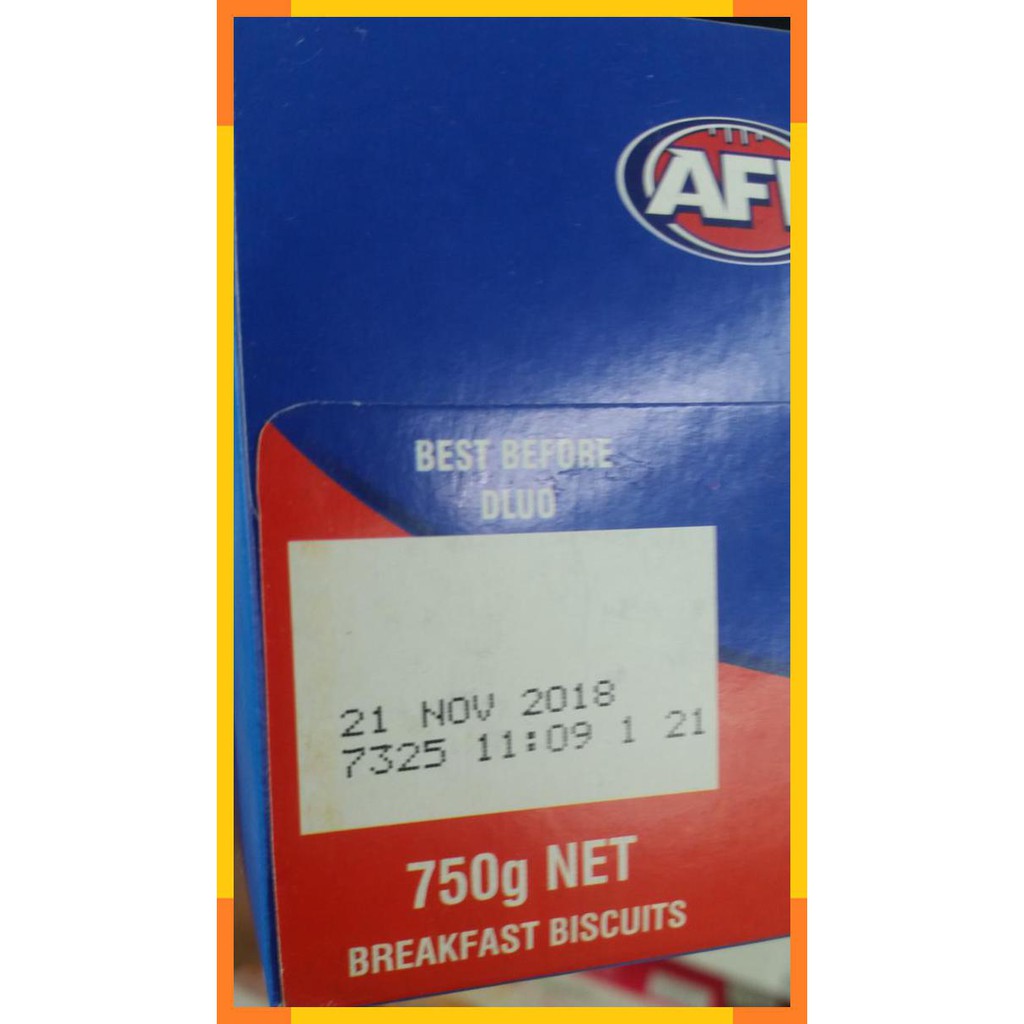 AFL
BEST BEFORE
DLUO
21 NOV 2018
7325 11:09 1 21
750g NET
BREAKFAST BISCUITS